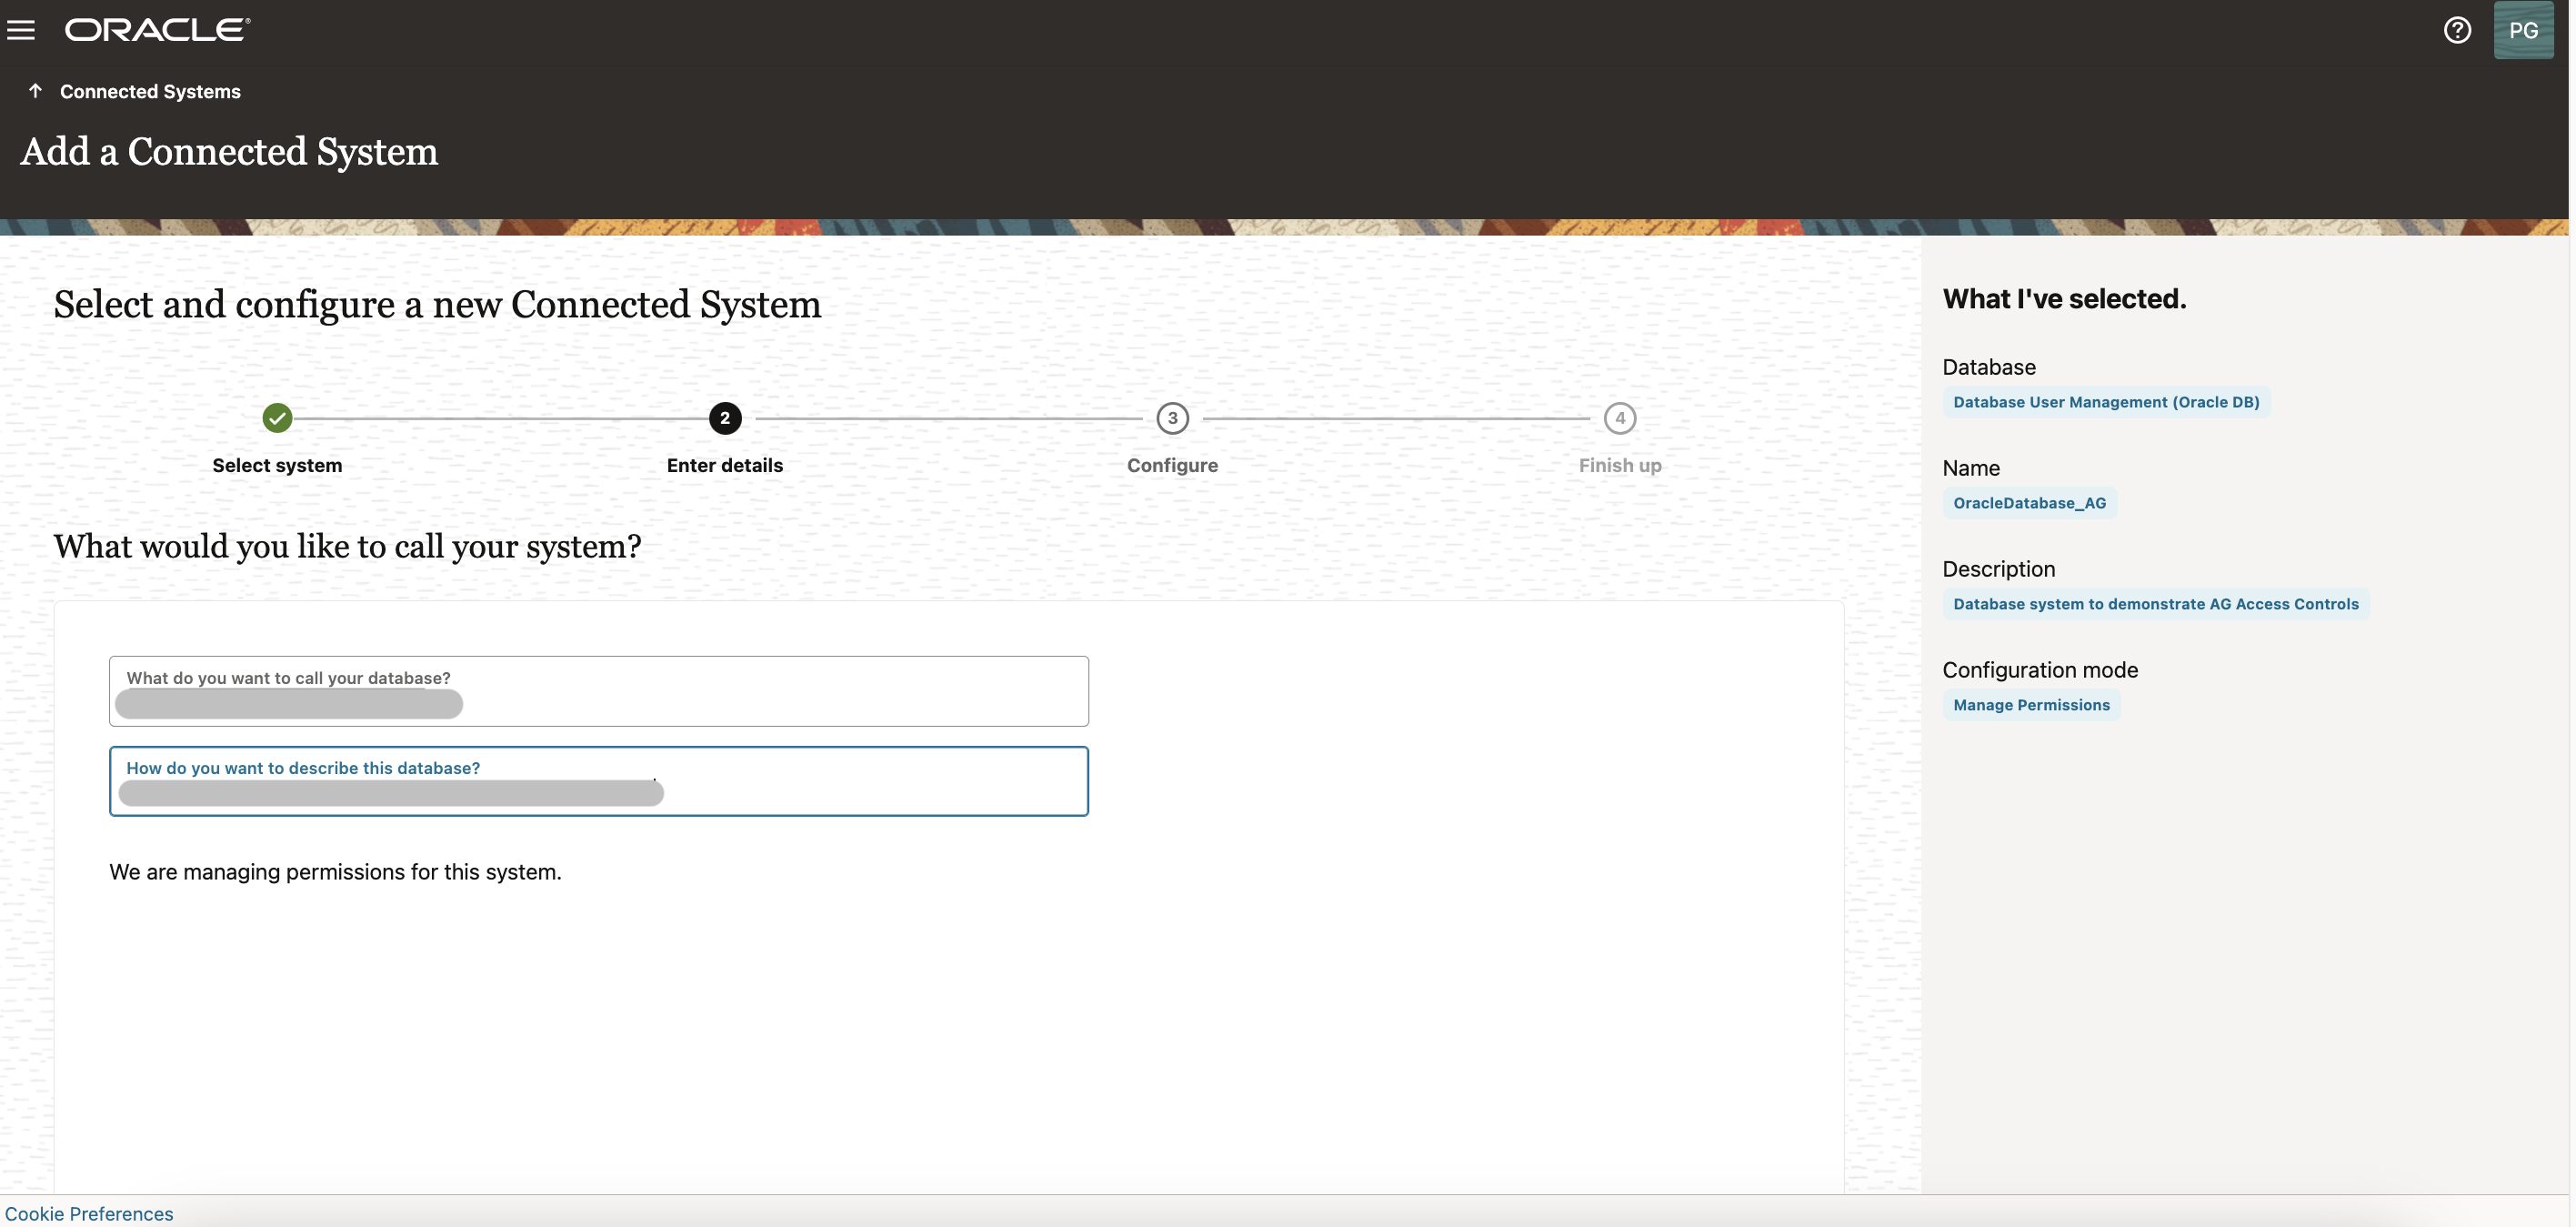 ORACLE
PG
Connected Systems
Add a Connected System
Select and configure a new Connected System
2
3
4
Select system
Enter details
Configure
Finish up
What would you like to call your system?
What do you want to call your database?
How do you want to describe this database?
We are managing permissions for this system.
What I've selected.
Database
Database User Management (Oracle DB)
Name
OracleDatabase_AG
Description
Database system to demonstrate AG Access Controls
Configuration mode
Manage Permissions
Cookie Preferences